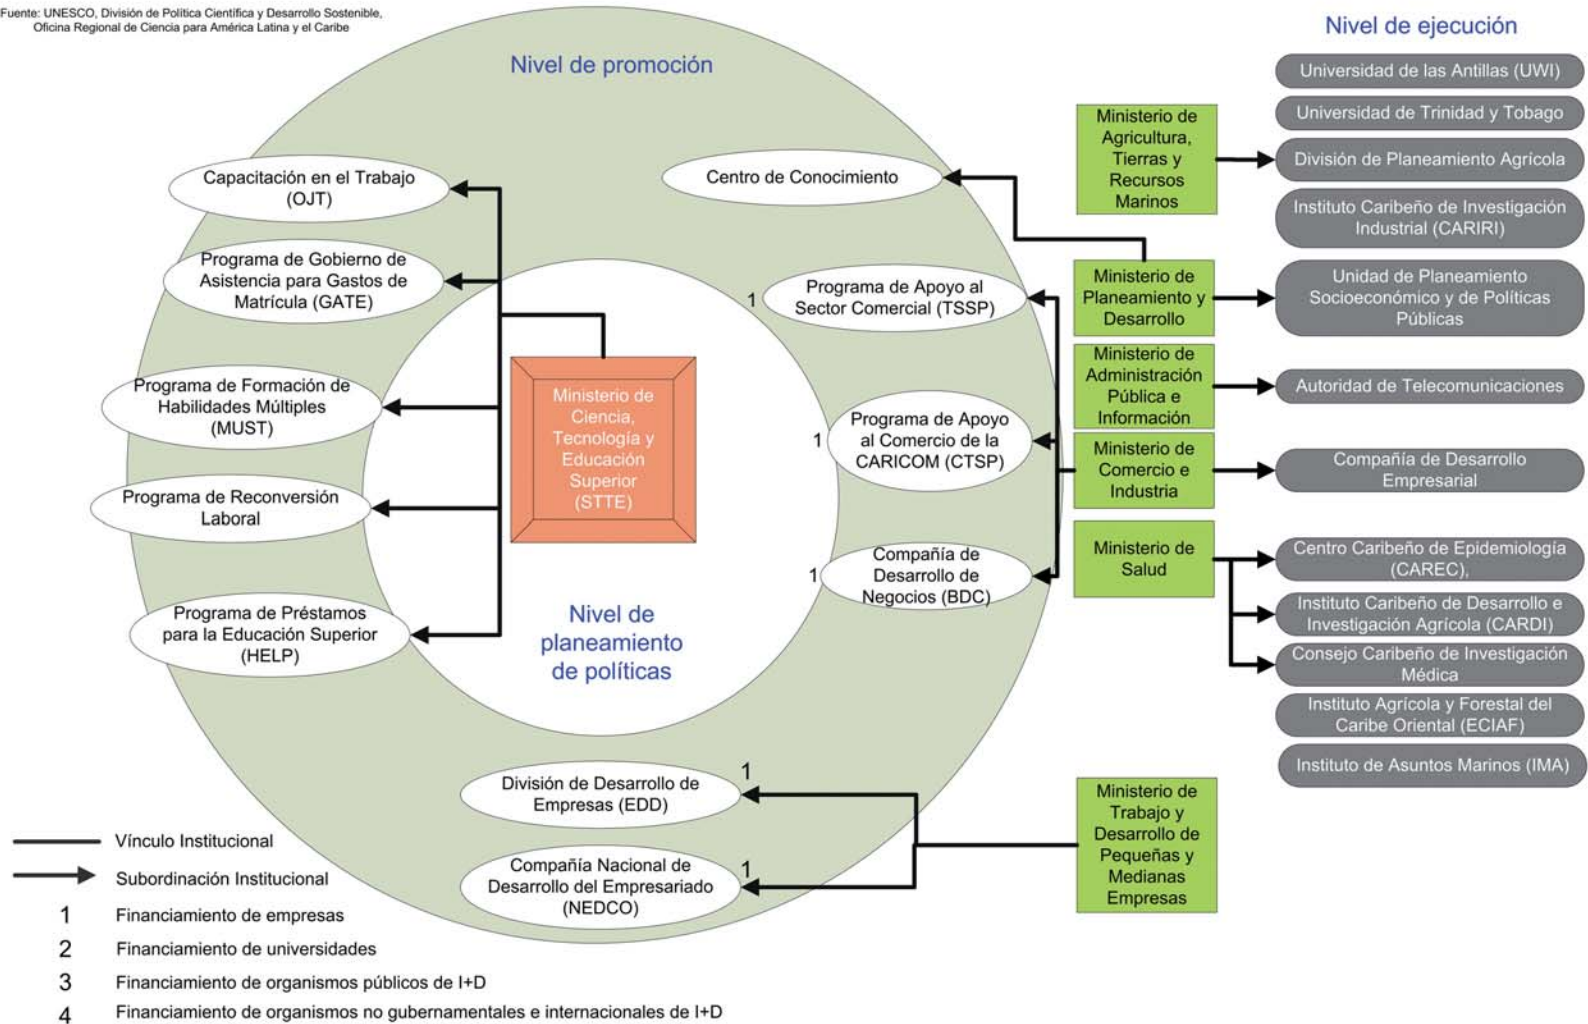 Fuente: UNESCO, División de Política Científica y Desarrollo Sostenible,
Oficina Regional de Ciencia para América Latina y el Caribe
Nivel de promoción
Capacitación en el Trabajo
(OJT)
Programa de Gobierno de
Asistencia para Gastos de
Matrícula (GATE)
Programa de Formación de
Habilidades Múltiples
(MUST)
Programa de Reconversión
Laboral
Programa de Préstamos
para la Educación Superior
(HELP)
Ministerio de
Ciencia,
Tecnología y
Educación
Superior
(STTE)
Nivel de
planeamiento
de políticas
Centro de Conocimiento
1
Programa de Apoyo al
Sector Comercial (TSSP)
1
Programa de Apoyo
al Comercio de la
CARICOM (CTSP)
1
Compañía de
Desarrollo de
Negocios (BDC)
División de Desarrollo de
Empresas (EDD)
1
Compañía Nacional de
Desarrollo del Empresariado
(NEDCO)
1
Ministerio de
Agricultura,
Tierras y
Recursos
Marinos
Ministerio de
Planeamiento y
Desarrollo
Ministerio de
Administración
Pública e
Información
Ministerio de
Comercio e
Industria
Ministerio de
Salud
Ministerio de
Trabajo y
Desarrollo de
Pequeñas y
Medianas
Empresas
Nivel de ejecución
Universidad de las Antillas (UWI)
Universidad de Trinidad y Tobago
División de Planeamiento Agrícola
Instituto Caribeño de Investigación
Industrial (CARIRI)
Unidad de Planeamiento
Socioeconómico y de Políticas
Públicas
Autoridad de Telecomunicaciones
Compañía de Desarrollo
Empresarial
Centro Caribeño de Epidemiología
(CAREC),
Instituto Caribeño de Desarrollo e
Investigación Agrícola (CARDI)
Consejo Caribeño de Investigación
Médica
Instituto Agrícola y Forestal del
Caribe Oriental (ECIAF)
Instituto de Asuntos Marinos (IMA)
Vínculo Institucional
Subordinación Institucional
1 Financiamiento de empresas
2 Financiamiento de universidades
3 Financiamiento de organismos públicos de I+D
4 Financiamiento de organismos no gubernamentales e internacionales de I+D